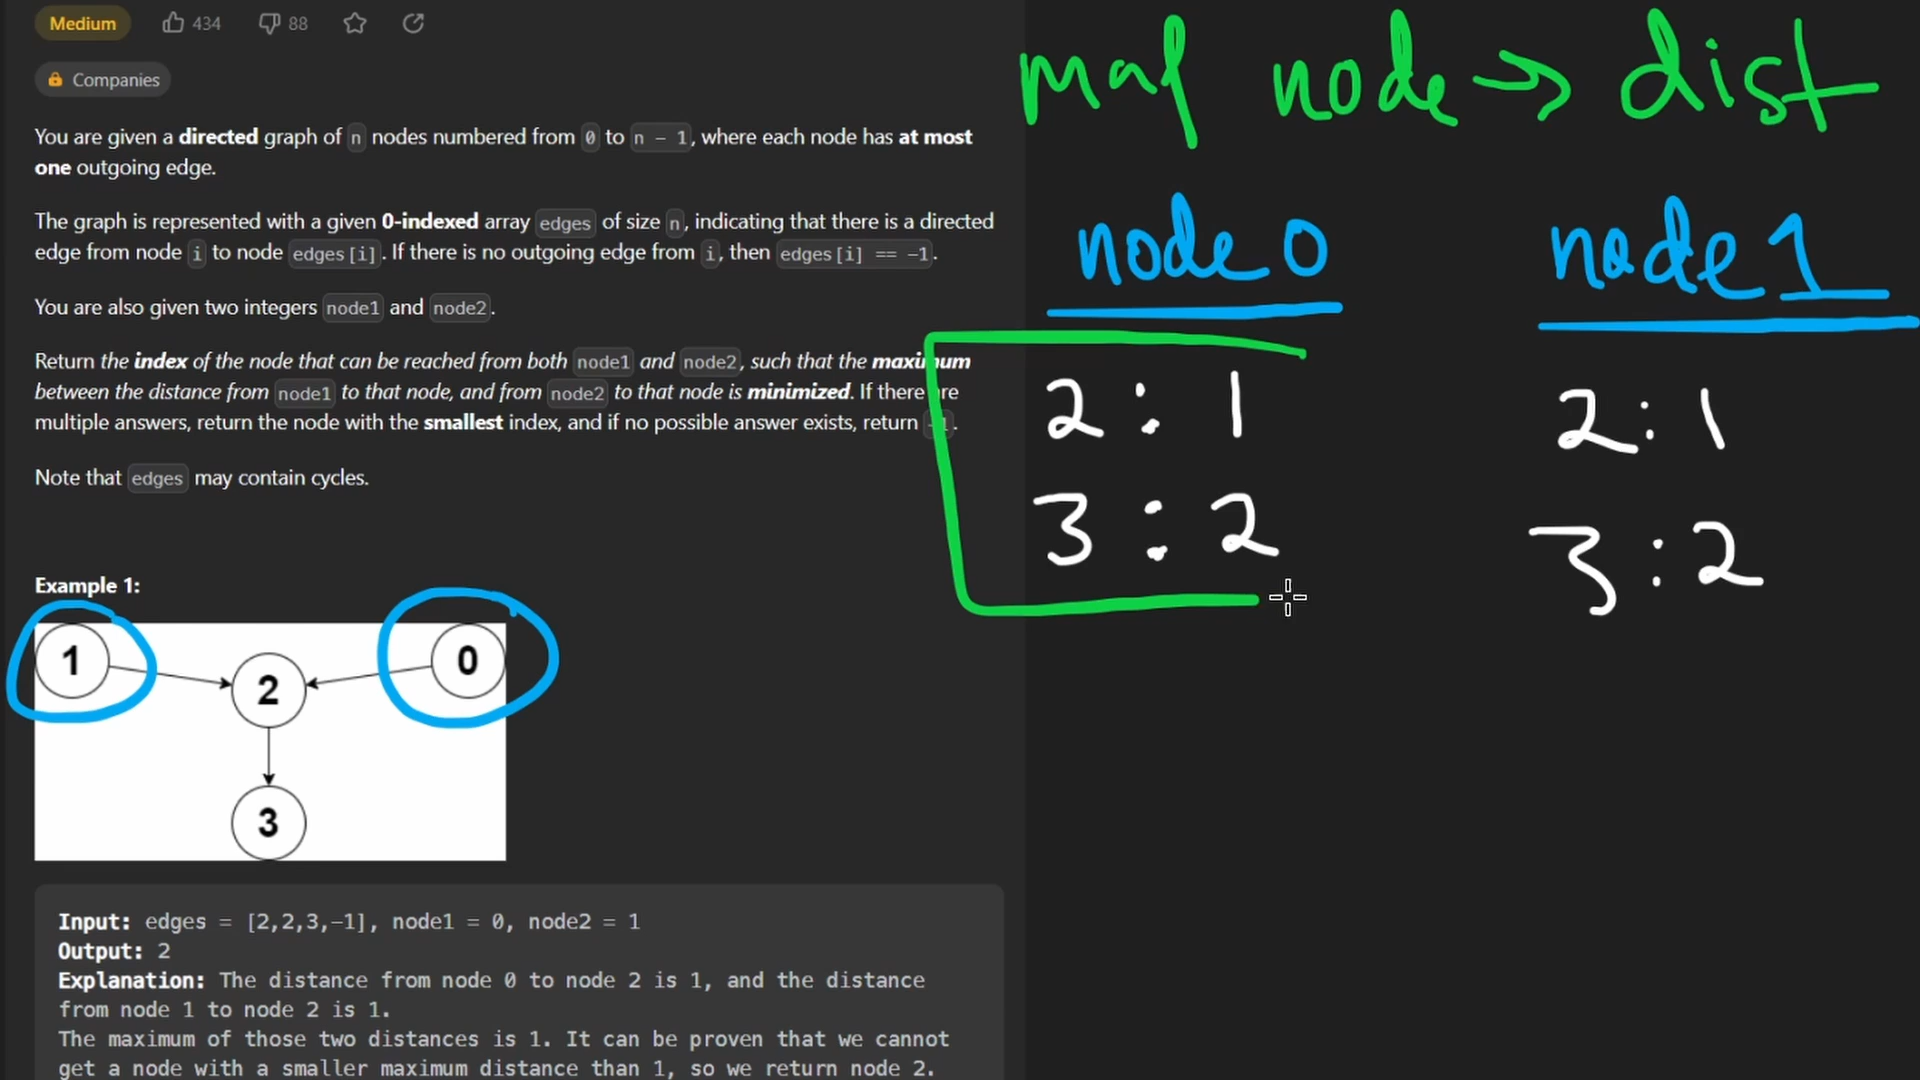 Medium 434 88
Companies
You are given a directed graph of n nodes numbered from 0 to n - 1, where each node has at most
one outgoing edge.
The graph is represented with a given 0-indexed array edges of size n, indicating that there is a directed
edge from node i to node edges[i]. If there is no outgoing edge from i, then edges[i] == -1.
You are also given two integers node1 and node2.
Return the index of the node that can be reached from both node1 and node2, such that the maximum
between the distance from node1 to that node, and from node2 to that node is minimized. If there are
multiple answers, return the node with the smallest index, and if no possible answer exists, return -1.
Note that edges may contain cycles.
Example 1:
1
0
2
3
Input: edges = [2,2,3,-1], node1 = 0, node2 = 1
Output: 2
Explanation: The distance from node 0 to node 2 is 1, and the distance
from node 1 to node 2 is 1.
The maximum of those two distances is 1. It can be proven that we cannot
get a node with a smaller maximum distance than 1, so we return node 2.
map node → dist
node 0
node 1
2 : 1
3 : 2
2 : 1
3 : 2